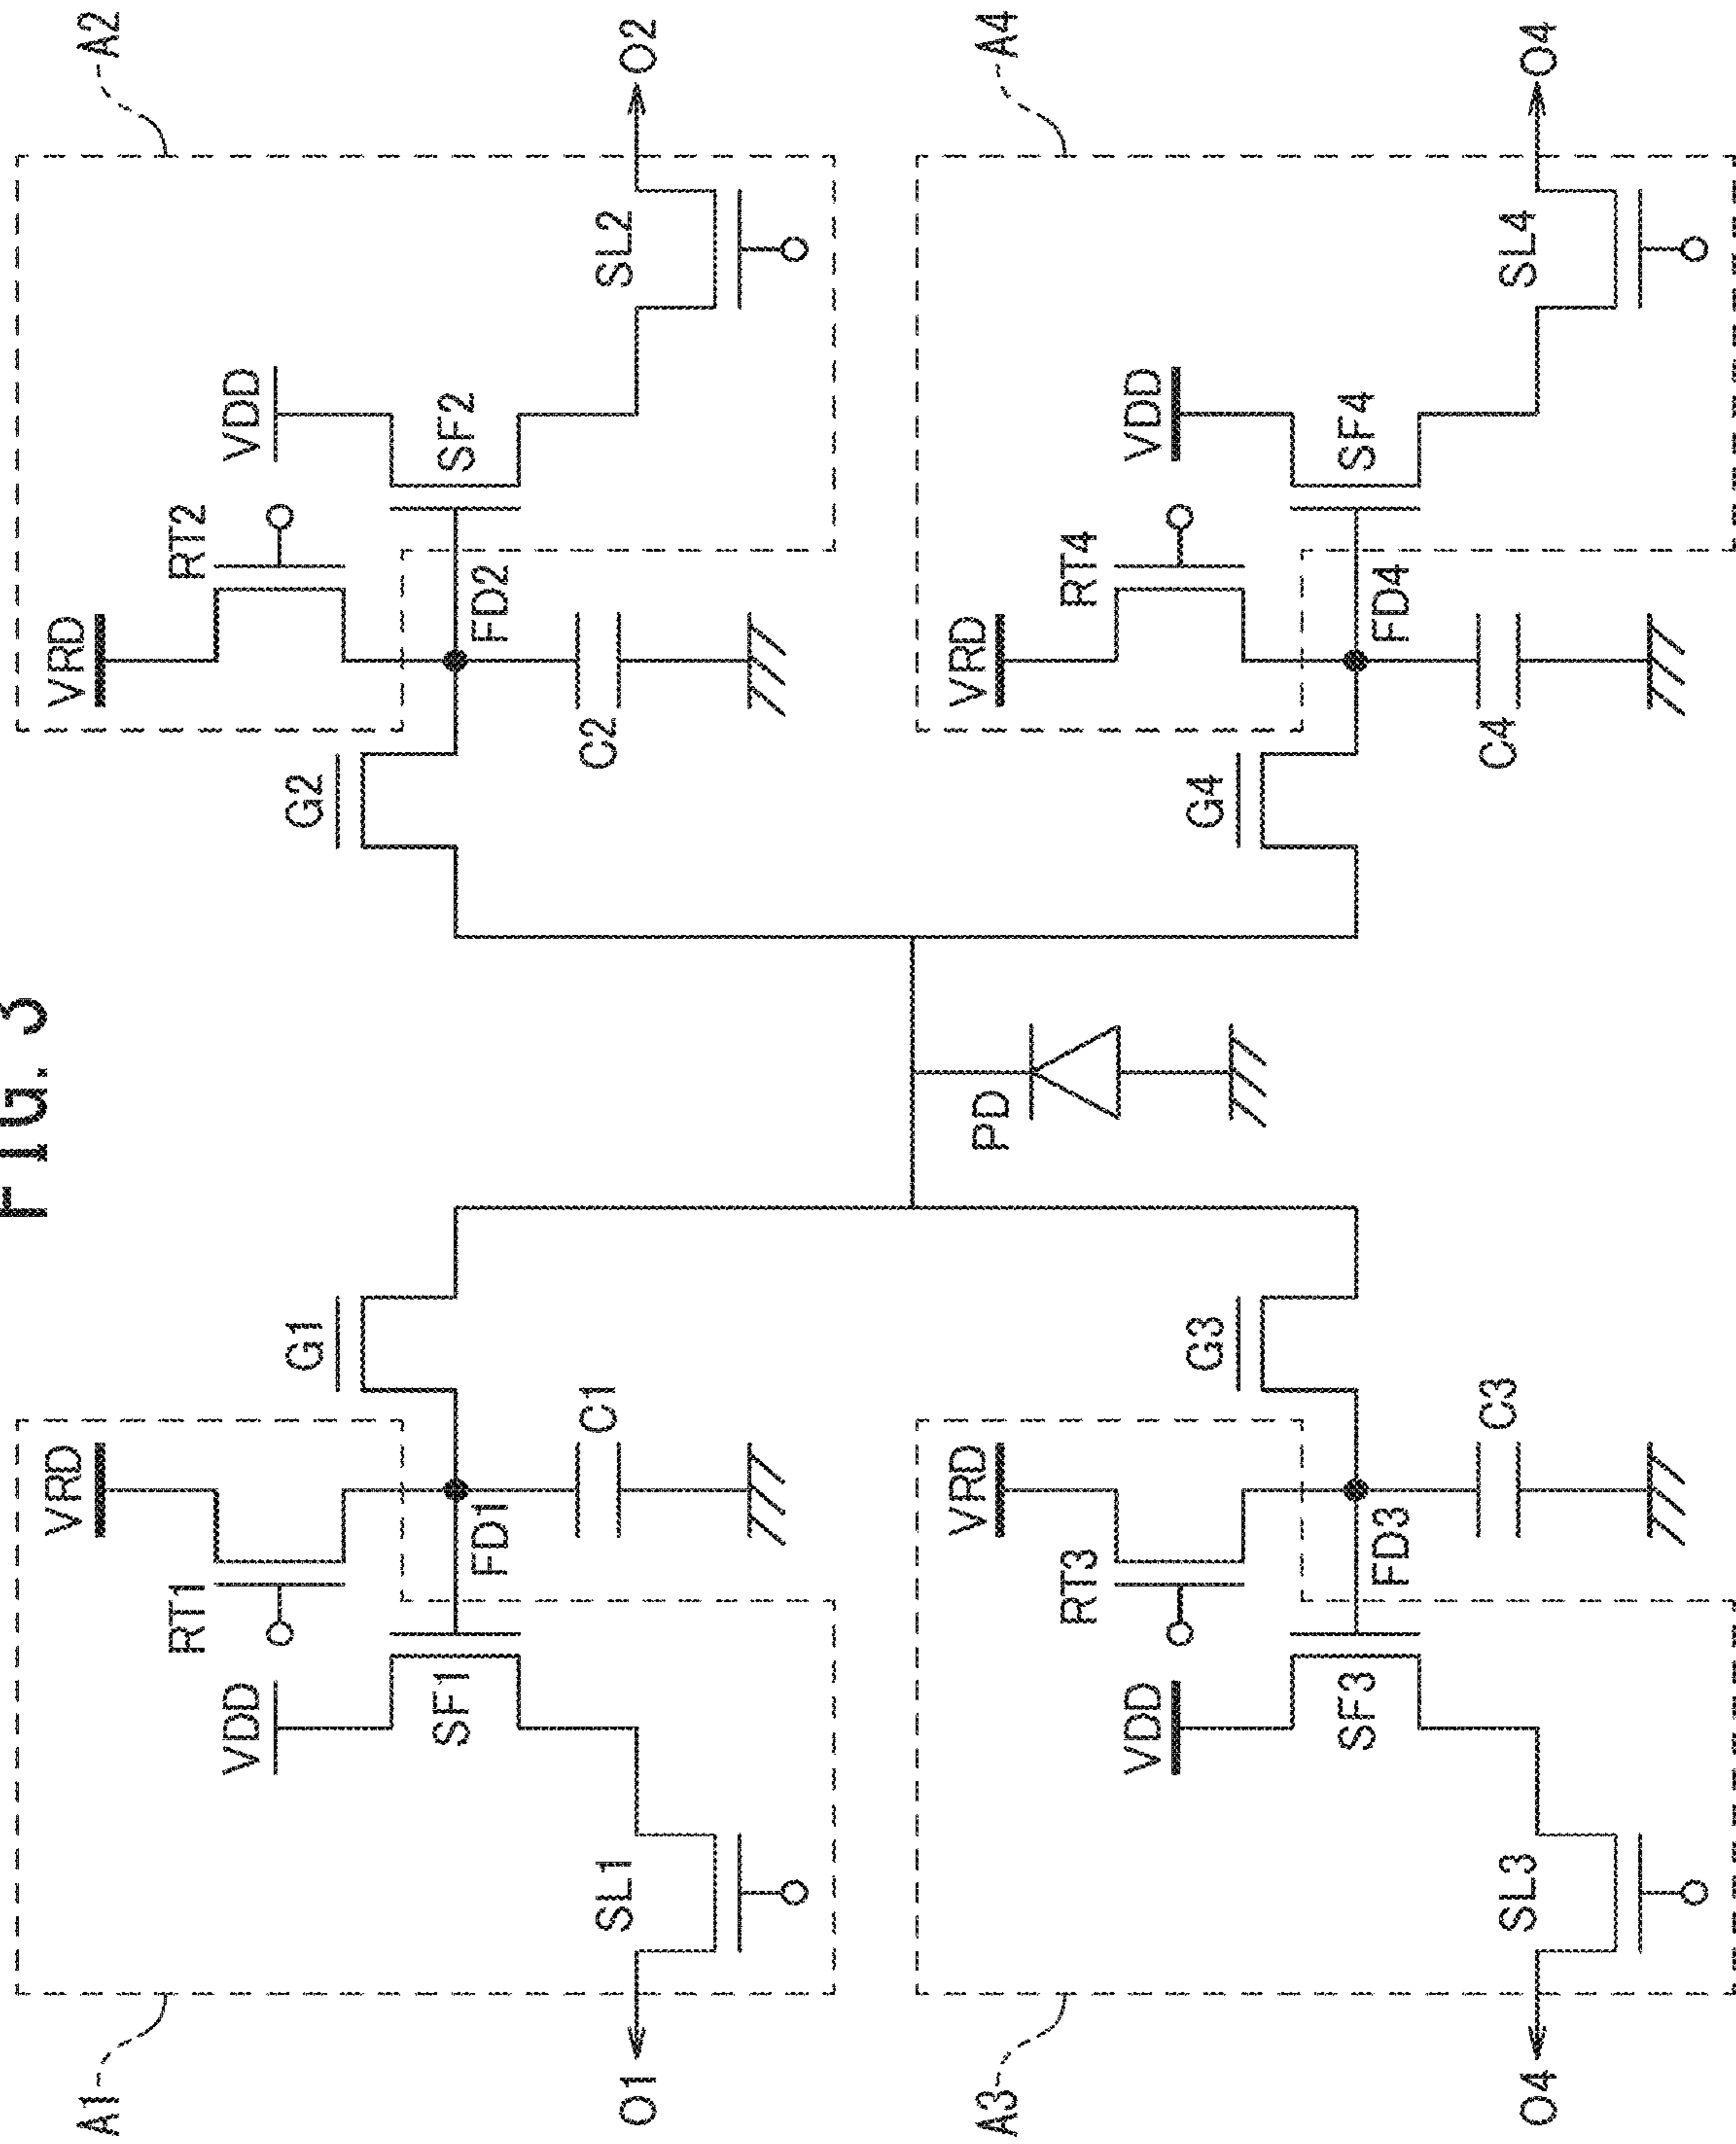 FIG. 3
A1
VRD
RT1
VDD
SF1
SL1
O1
FD1
C1
G1
A2
VRD
RT2
VDD
SF2
SL2
O2
FD2
C2
G2
PD
A3
VRD
RT3
VDD
SF3
SL3
O4
FD3
C3
G3
A4
VRD
RT4
VDD
SF4
SL4
O4
FD4
C4
G4